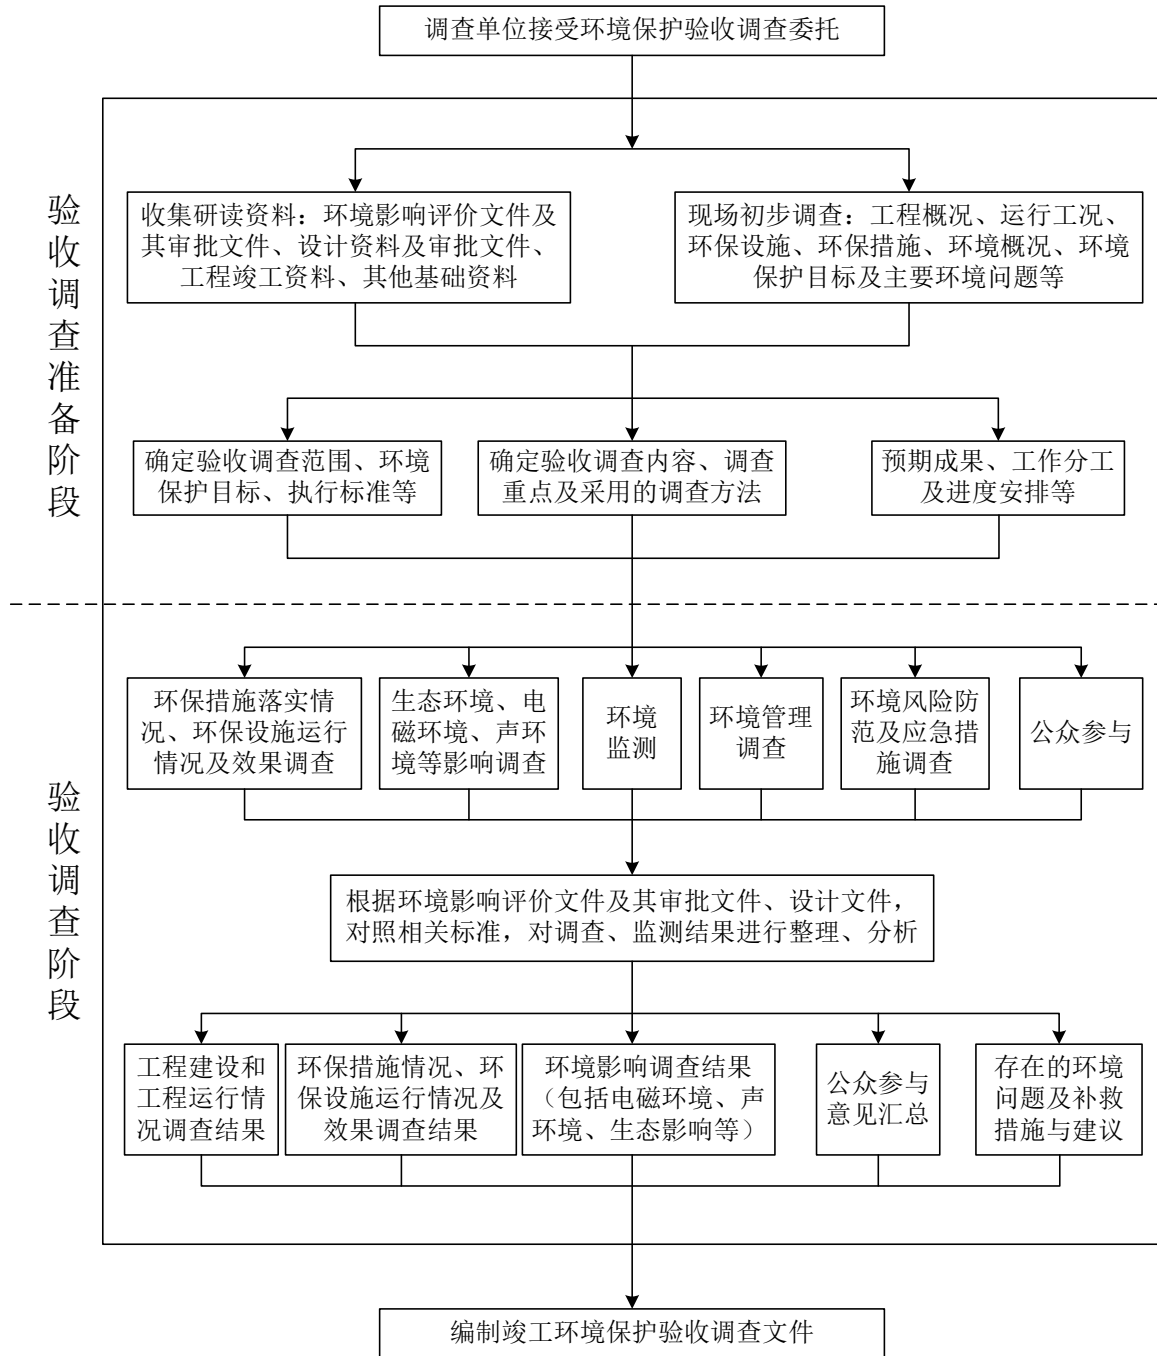 调查单位接受环境保护验收调查委托
验收调查准备阶段
收集研读资料：环境影响评价文件及
其审批文件、设计资料及审批文件、
工程竣工资料、其他基础资料
现场初步调查：工程概况、运行工况、
环保设施、环保措施、环境概况、环境
保护目标及主要环境问题等
确定验收调查范围、环境
保护目标、执行标准等
确定验收调查内容、调查
重点及采用的调查方法
预期成果、工作分工
及进度安排等
验收调查阶段
环保措施落实情
况、环保设施运行
情况及效果调查
生态环境、电
磁环境、声环
境等影响调查
环境
监测
环境管理
调查
环境风险防
范及应急措
施调查
公众参与
根据环境影响评价文件及其审批文件、设计文件，
对照相关标准，对调查、监测结果进行整理、分析
工程建设和
工程运行情
况调查结果
环保措施情况、环
保设施运行情况及
效果调查结果
环境影响调查结果
（包括电磁环境、声
环境、生态影响等）
公众参与
意见汇总
存在的环境
问题及补救
措施与建议
编制竣工环境保护验收调查文件